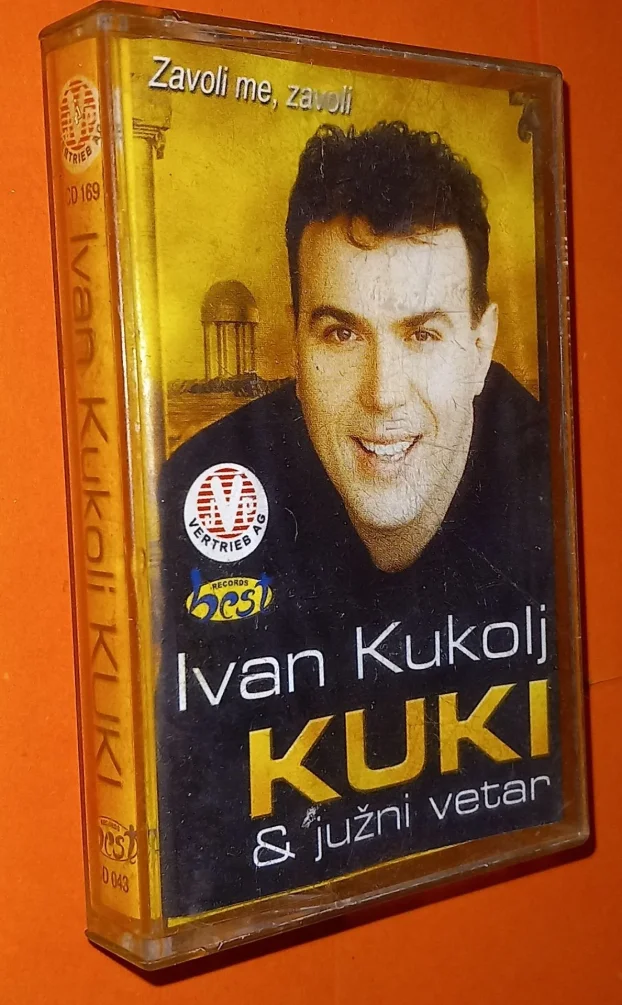 Zavoli me, zavoli
JVP
VERTRIEB AG
RECORDS
best
Ivan Kukolj
KUKI
& južni vetar
VERTRIEB AG
CD 169
Ivan Kukolj KUKI
best
043